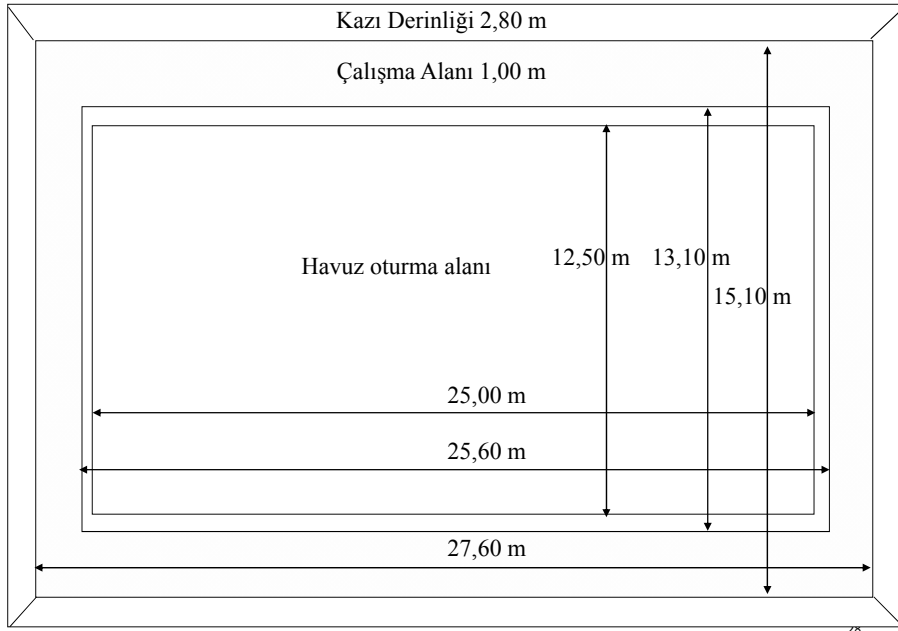 Kazı Derinliği 2,80 m
Çalışma Alanı 1,00 m
Havuz oturma alanı
12,50 m
13,10 m
15,10 m
25,00 m
25,60 m
27,60 m